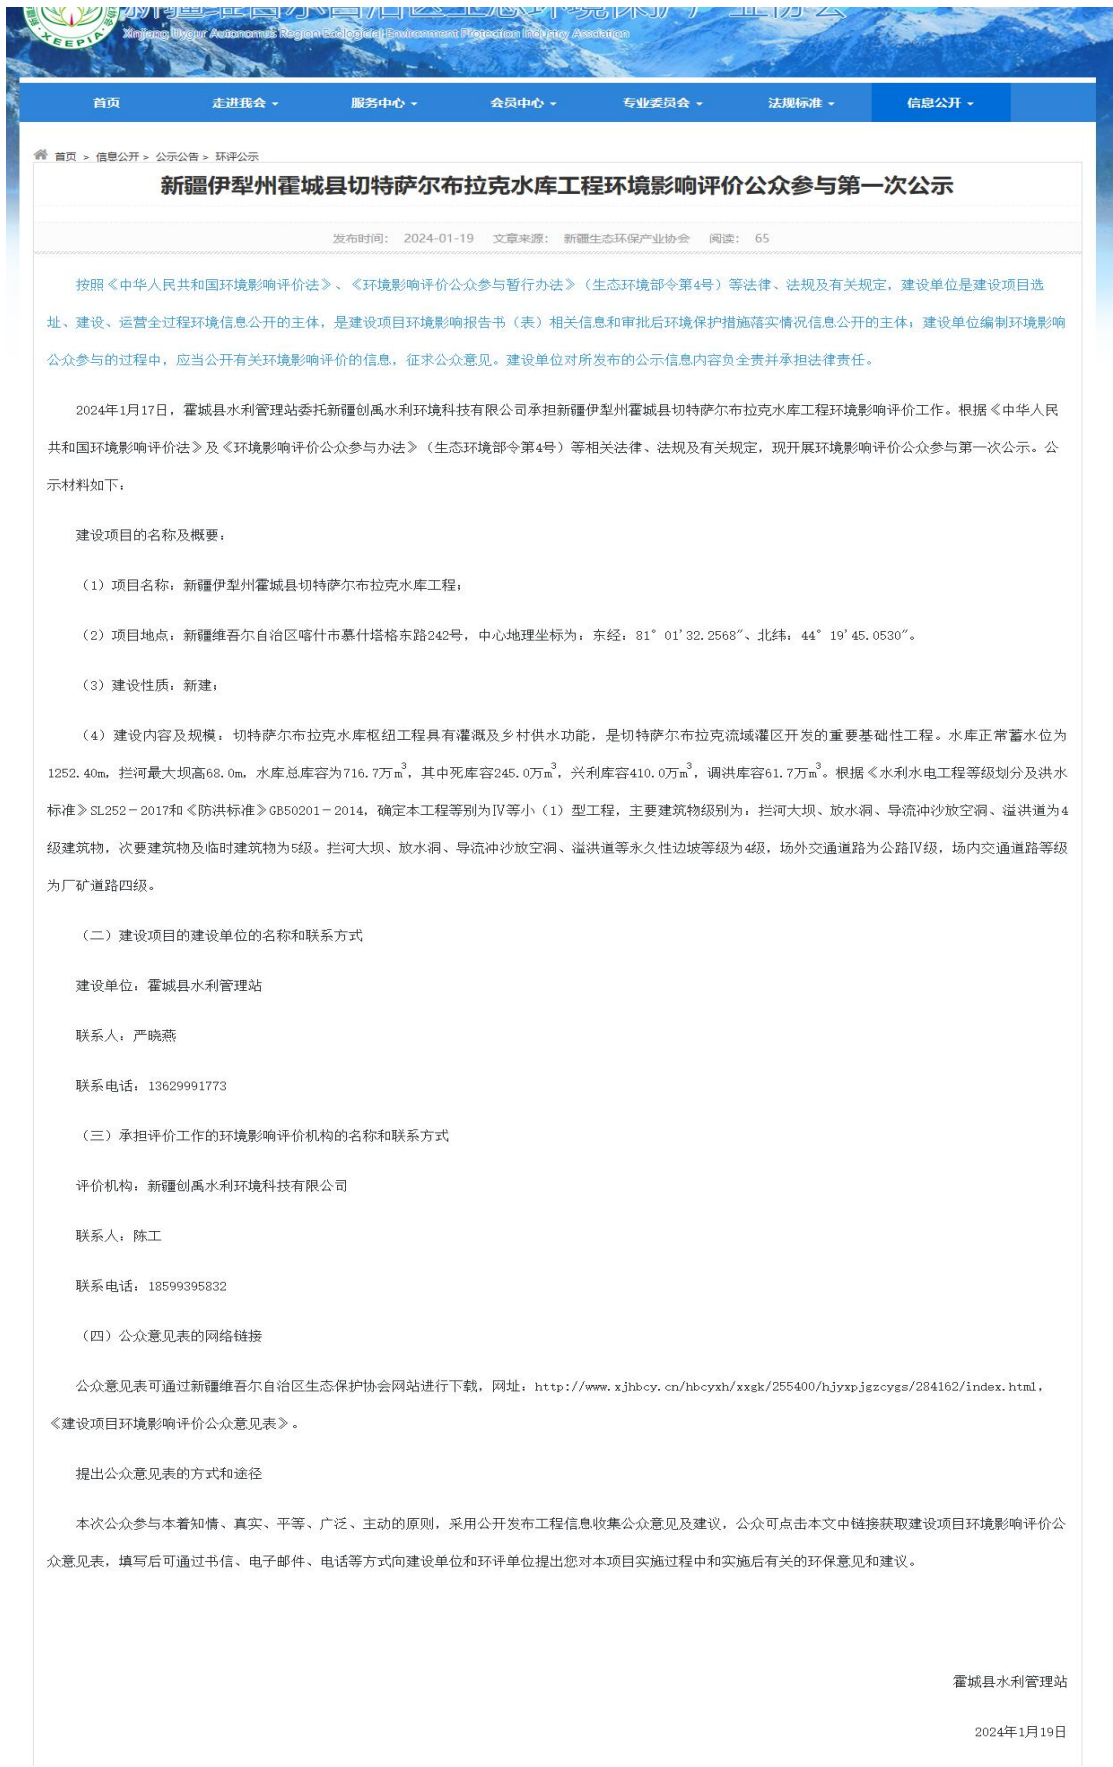 新疆维吾尔自治区生态环境保护产业协会
Xinjiang Uygur Autonomous Region Ecological Environment Protection Industry Association
XEEPIA
首页 走进我会 服务中心 会员中心 专业委员会 法规标准 信息公开
首页 > 信息公开 > 公示公告 > 环评公示
新疆伊犁州霍城县切特萨尔布拉克水库工程环境影响评价公众参与第一次公示
发布时间： 2024-01-19 文章来源： 新疆生态环保产业协会 阅读： 65
按照《中华人民共和国环境影响评价法》、《环境影响评价公众参与暂行办法》（生态环境部令第4号）等法律、法规及有关规定，建设单位是建设项目选
址、建设、运营全过程环境信息公开的主体，是建设项目环境影响报告书（表）相关信息和审批后环境保护措施落实情况信息公开的主体；建设单位编制环境影响
公众参与的过程中，应当公开有关环境影响评价的信息，征求公众意见。建设单位对所发布的公示信息内容负全责并承担法律责任。
2024年1月17日，霍城县水利管理站委托新疆创禹水利环境科技有限公司承担新疆伊犁州霍城县切特萨尔布拉克水库工程环境影响评价工作。根据《中华人民
共和国环境影响评价法》及《环境影响评价公众参与办法》（生态环境部令第4号）等相关法律、法规及有关规定，现开展环境影响评价公众参与第一次公示。公
示材料如下：
建设项目的名称及概要：
（1）项目名称：新疆伊犁州霍城县切特萨尔布拉克水库工程；
（2）项目地点：新疆维吾尔自治区喀什市慕什塔格东路242号，中心地理坐标为：东经：81° 01′32.2568″、北纬：44° 19′45.0530″。
（3）建设性质：新建；
（4）建设内容及规模：切特萨尔布拉克水库枢纽工程具有灌溉及乡村供水功能，是切特萨尔布拉克流域灌区开发的重要基础性工程。水库正常蓄水位为
1252.40m，拦河最大坝高68.0m，水库总库容为716.7万m³，其中死库容245.0万m³，兴利库容410.0万m³，调洪库容61.7万m³。根据《水利水电工程等级划分及洪水
标准》SL252－2017和《防洪标准》GB50201－2014，确定本工程等别为Ⅳ等小（1）型工程，主要建筑物级别为：拦河大坝、放水洞、导流冲沙放空洞、溢洪道为4
级建筑物，次要建筑物及临时建筑物为5级。拦河大坝、放水洞、导流冲沙放空洞、溢洪道等永久性边坡等级为4级，场外交通道路为公路Ⅳ级，场内交通道路等级
为厂矿道路四级。
（二）建设项目的建设单位的名称和联系方式
建设单位：霍城县水利管理站
联系人：严晓燕
联系电话：13629991773
（三）承担评价工作的环境影响评价机构的名称和联系方式
评价机构：新疆创禹水利环境科技有限公司
联系人：陈工
联系电话：18599395832
（四）公众意见表的网络链接
公众意见表可通过新疆维吾尔自治区生态保护协会网站进行下载，网址：http://www.xjhbcy.cn/hbcyxh/xxgk/255400/hjyxpjgzcygs/284162/index.html，
《建设项目环境影响评价公众意见表》。
提出公众意见表的方式和途径
本次公众参与本着知情、真实、平等、广泛、主动的原则，采用公开发布工程信息收集公众意见及建议，公众可点击本文中链接获取建设项目环境影响评价公
众意见表，填写后可通过书信、电子邮件、电话等方式向建设单位和环评单位提出您对本项目实施过程中和实施后有关的环保意见和建议。
霍城县水利管理站
2024年1月19日